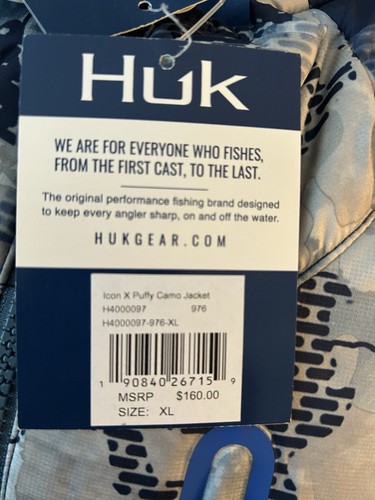 HUK
WE ARE FOR EVERYONE WHO FISHES,
FROM THE FIRST CAST, TO THE LAST.
The original performance fishing brand designed
to keep every angler sharp, on and off the water.
HUKGEAR.COM
Icon X Puffy Camo Jacket
H4000097 976
H4000097-976-XL
1 90840 26715 9
MSRP $160.00
SIZE: XL